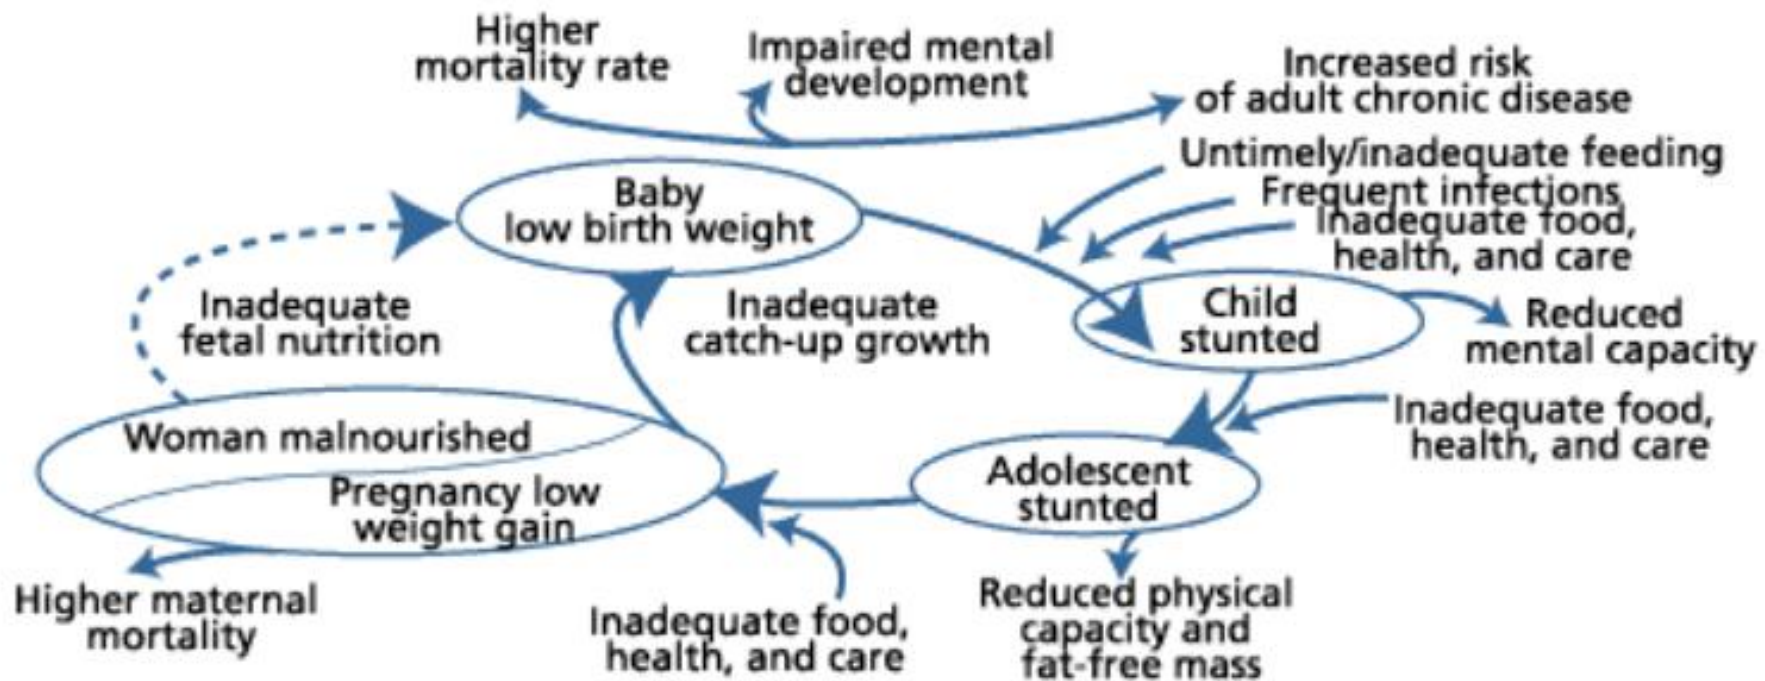 Higher
mortality rate
Impaired mental
development
Increased risk
of adult chronic disease
Untimely/inadequate feeding
Frequent infections
Inadequate food,
health, and care
Baby
low birth weight
Inadequate
fetal nutrition
Inadequate
catch-up growth
Child
stunted
Reduced
mental capacity
Inadequate food,
health, and care
Woman malnourished
Pregnancy low
weight gain
Adolescent
stunted
Higher maternal
mortality
Inadequate food,
health, and care
Reduced physical
capacity and
fat-free mass